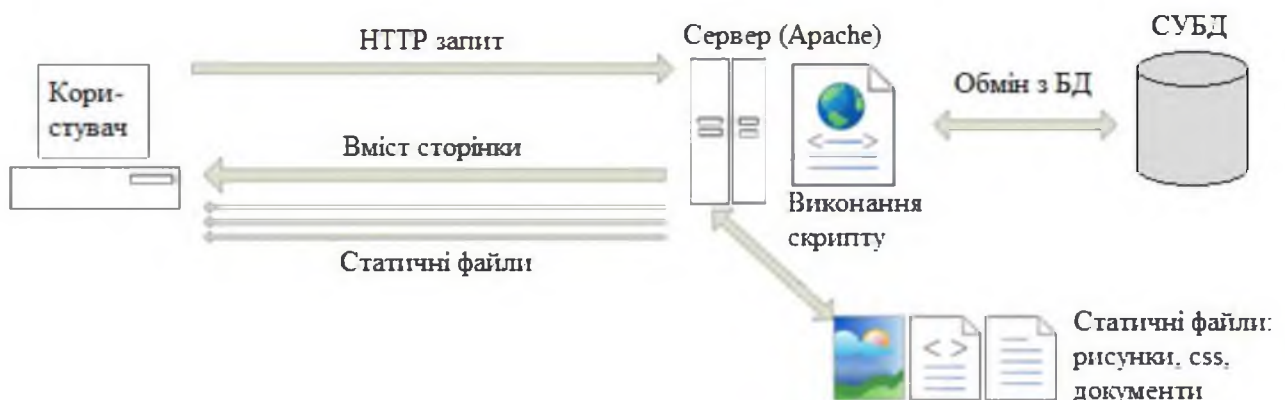 HTTP запит
Сервер (Apache)
СУБД
Кори-
стувач
Обмін з БД
Вміст сторінки
Виконання
скрипту
Статичні файли
Статичні файли:
рисунки, css,
документи